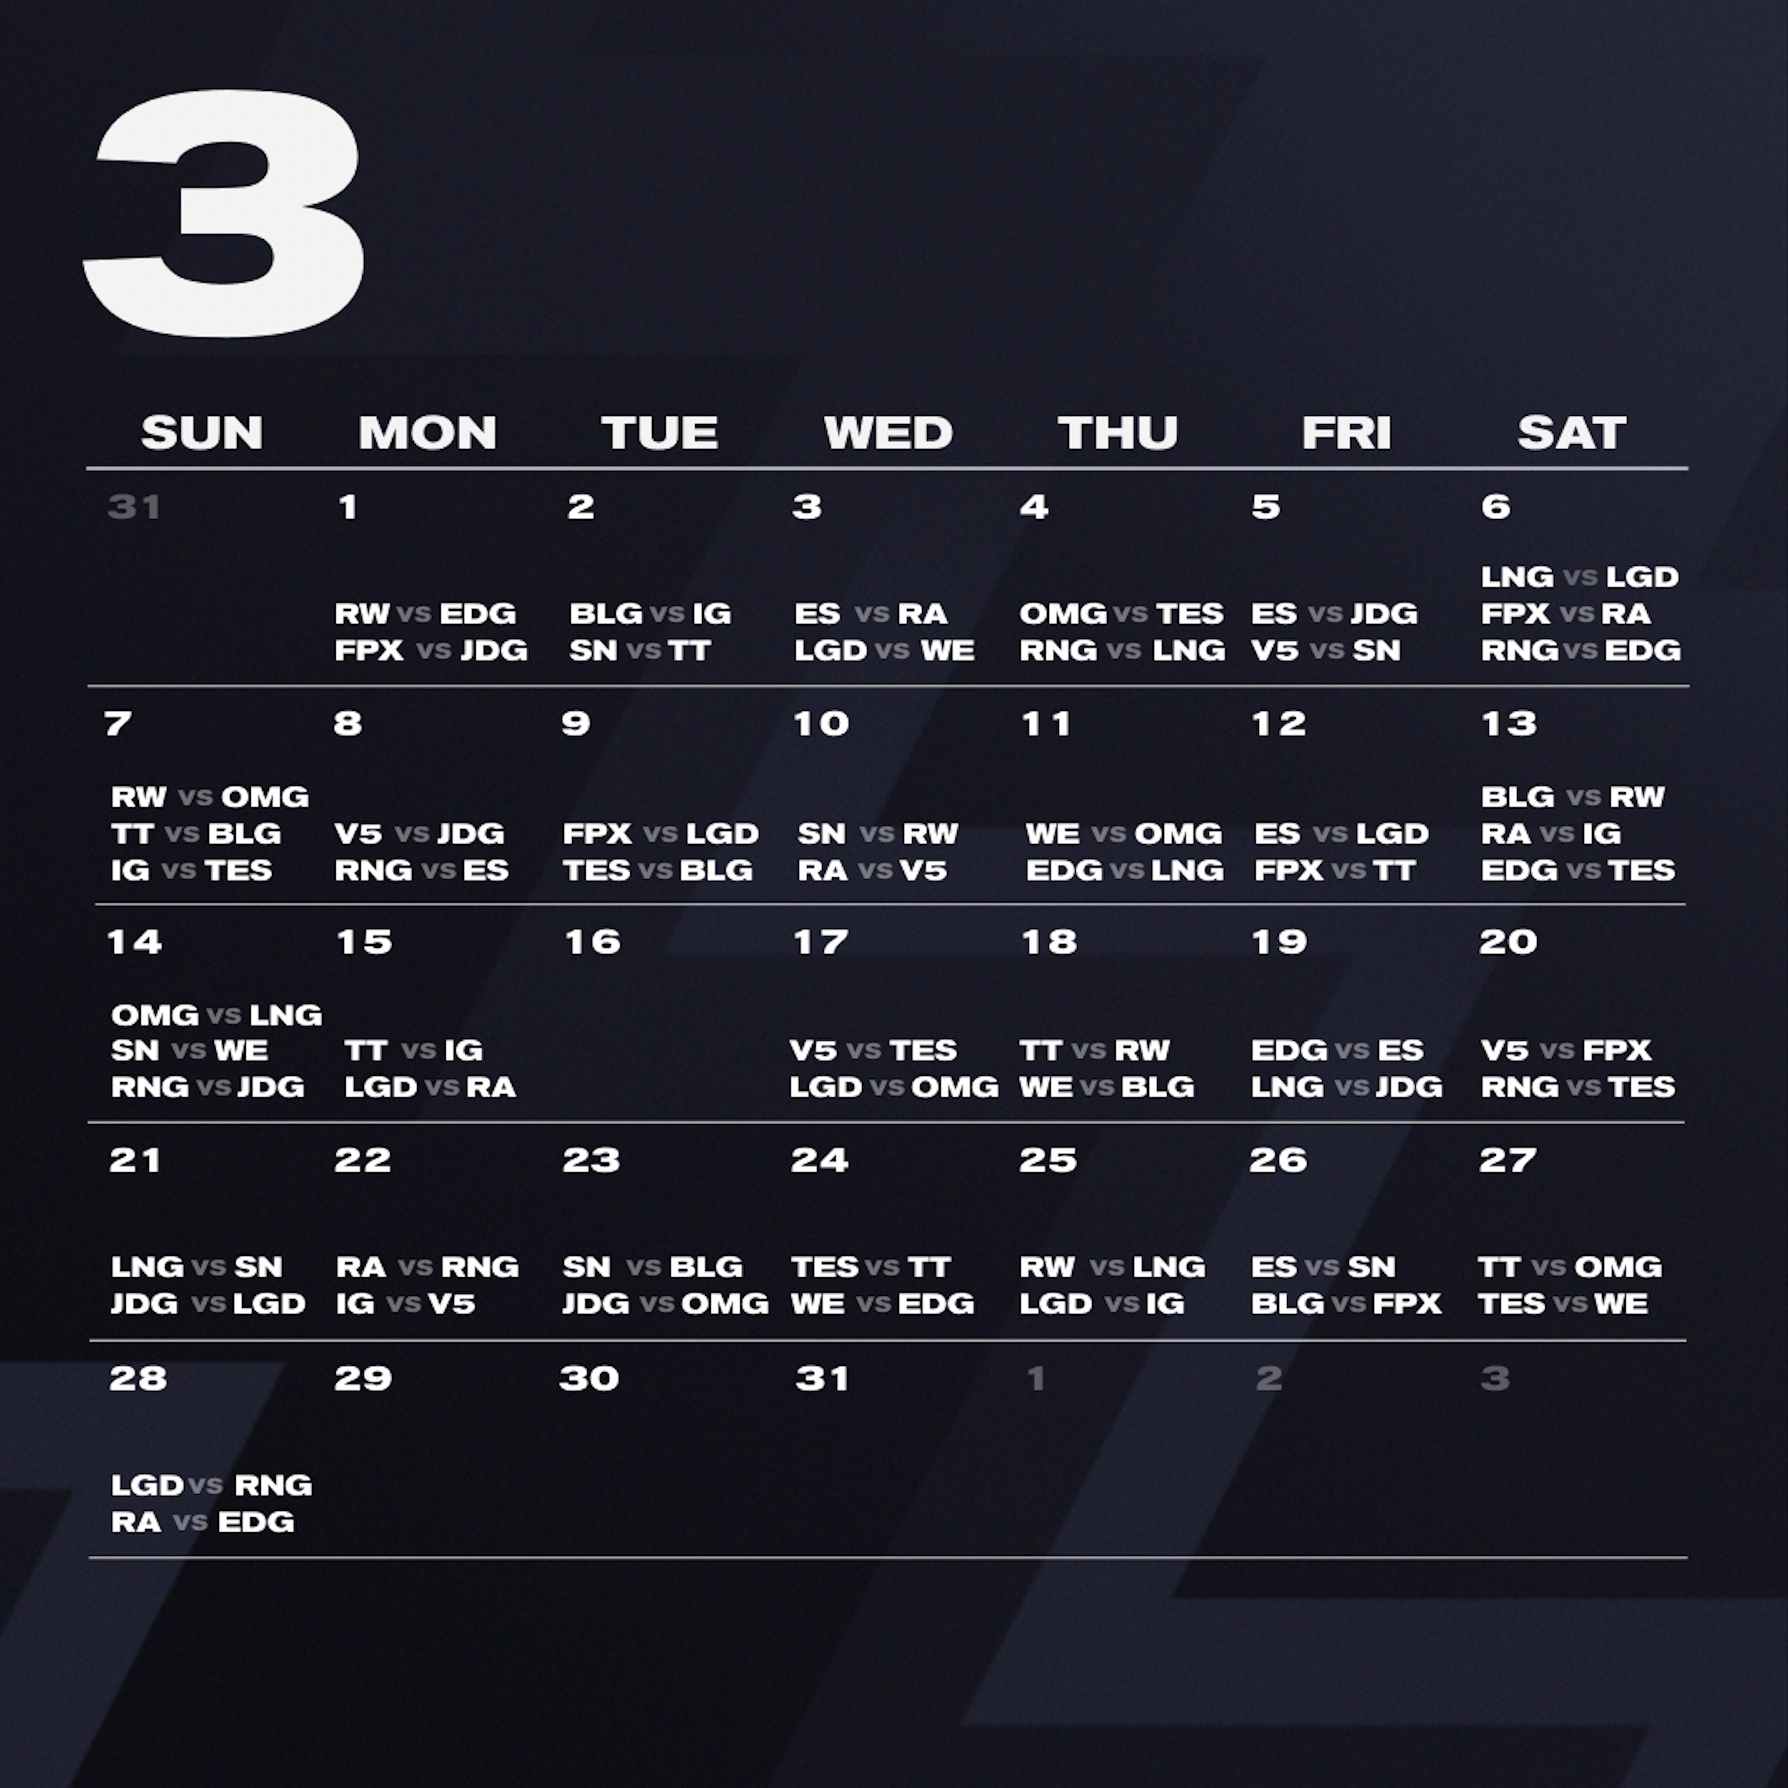 3
SUN MON TUE WED THU FRI SAT
31 1 2 3 4 5 6
LNG vs LGD
RW vs EDG BLG vs IG ES vs RA OMG vs TES ES vs JDG FPX vs RA
FPX vs JDG SN vs TT LGD vs WE RNG vs LNG V5 vs SN RNG vs EDG
7 8 9 10 11 12 13
RW vs OMG BLG vs RW
TT vs BLG V5 vs JDG FPX vs LGD SN vs RW WE vs OMG ES vs LGD RA vs IG
IG vs TES RNG vs ES TES vs BLG RA vs V5 EDG vs LNG FPX vs TT EDG vs TES
14 15 16 17 18 19 20
OMG vs LNG
SN vs WE TT vs IG V5 vs TES TT vs RW EDG vs ES V5 vs FPX
RNG vs JDG LGD vs RA LGD vs OMG WE vs BLG LNG vs JDG RNG vs TES
21 22 23 24 25 26 27
LNG vs SN RA vs RNG SN vs BLG TES vs TT RW vs LNG ES vs SN TT vs OMG
JDG vs LGD IG vs V5 JDG vs OMG WE vs EDG LGD vs IG BLG vs FPX TES vs WE
28 29 30 31 1 2 3
LGD vs RNG
RA vs EDG